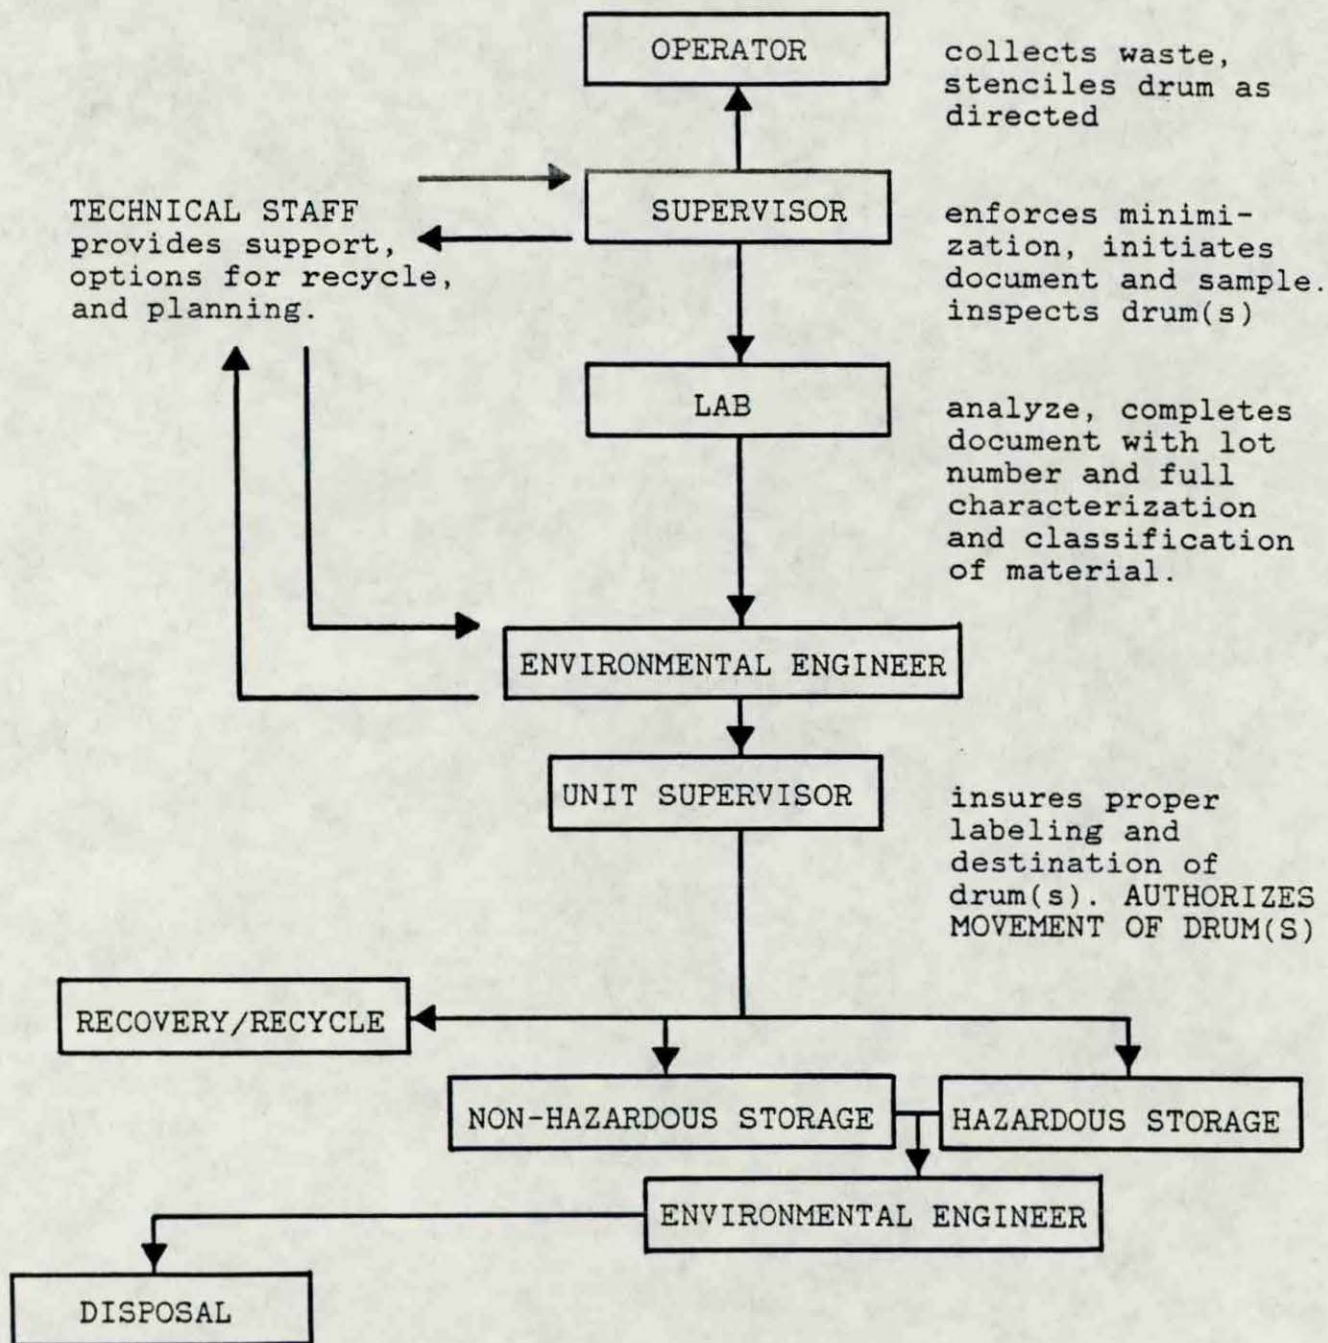 OPERATOR
collects waste,
stenciles drum as
directed
TECHNICAL STAFF
provides support,
options for recycle,
and planning.
SUPERVISOR
enforces minimi-
zation, initiates
document and sample.
inspects drum(s)
LAB
analyze, completes
document with lot
number and full
characterization
and classification
of material.
ENVIRONMENTAL ENGINEER
UNIT SUPERVISOR
insures proper
labeling and
destination of
drum(s). AUTHORIZES
MOVEMENT OF DRUM(S)
RECOVERY/RECYCLE
NON-HAZARDOUS STORAGE
HAZARDOUS STORAGE
ENVIRONMENTAL ENGINEER
DISPOSAL